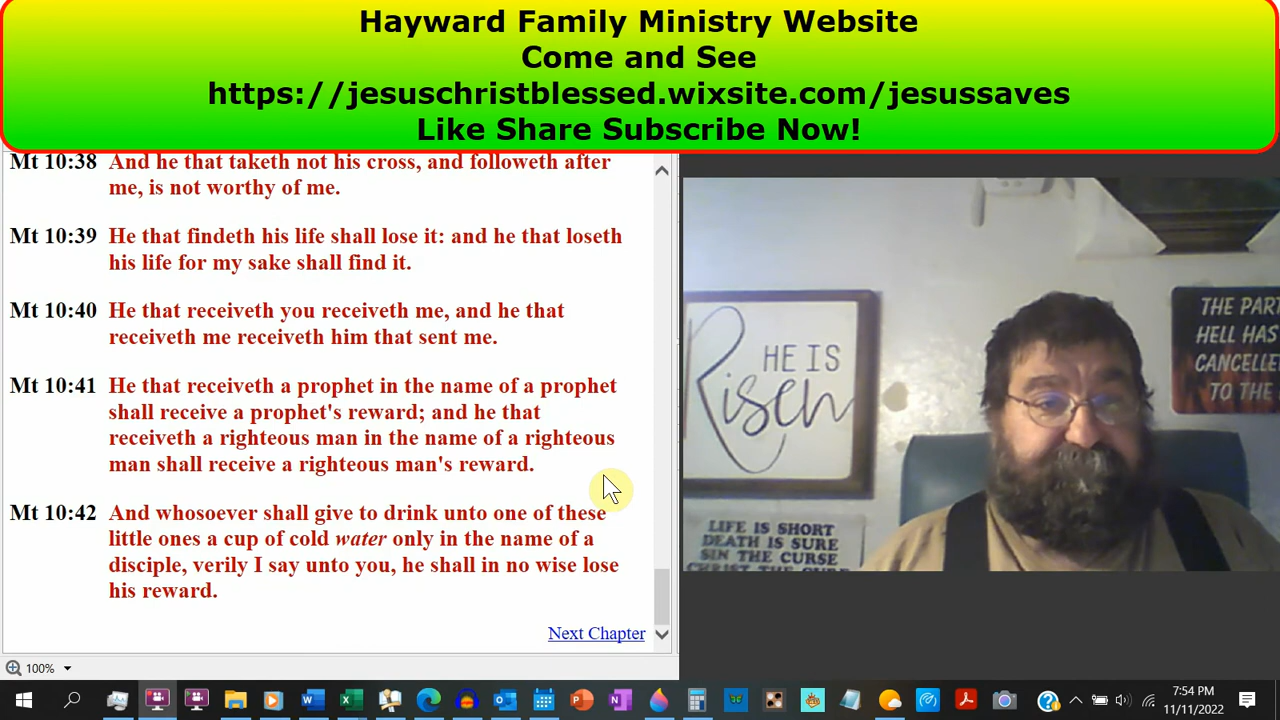 Hayward Family Ministry Website
Come and See
https://jesuschristblessed.wixsite.com/jesussaves
Like Share Subscribe Now!
Mt 10:38 And he that taketh not his cross, and followeth after
me, is not worthy of me.
Mt 10:39 He that findeth his life shall lose it: and he that loseth
his life for my sake shall find it.
Mt 10:40 He that receiveth you receiveth me, and he that
receiveth me receiveth him that sent me.
Mt 10:41 He that receiveth a prophet in the name of a prophet
shall receive a prophet's reward; and he that
receiveth a righteous man in the name of a righteous
man shall receive a righteous man's reward.
Mt 10:42 And whosoever shall give to drink unto one of these
little ones a cup of cold water only in the name of a
disciple, verily I say unto you, he shall in no wise lose
his reward.
Next Chapter
100%
HE IS
Risen
THE PAR
HELL HAS
CANCELLE
TO THE
LIFE IS SHORT
DEATH IS SURE
SIN THE CURSE
CHRIST THE CURE
7:54 PM
11/11/2022